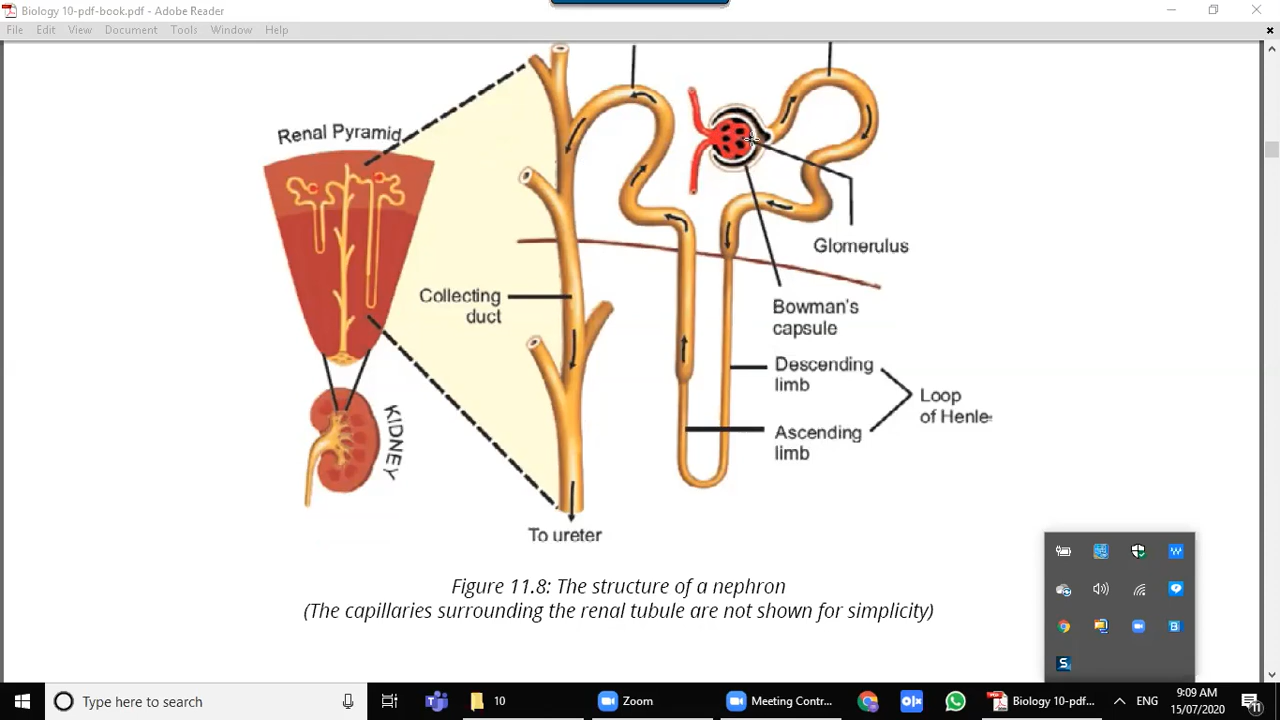 Biology 10-pdf-book.pdf - Adobe Reader
File Edit View Document Tools Window Help
Renal Pyramid
Glomerulus
Collecting
duct
Bowman's
capsule
Descending
limb
Loop
of Henle
Ascending
limb
KIDNEY
To ureter
Figure 11.8: The structure of a nephron
(The capillaries surrounding the renal tubule are not shown for simplicity)
Type here to search
10
Zoom
Meeting Contr...
Biology 10-pdf-...
ENG
9:09 AM
15/07/2020
11